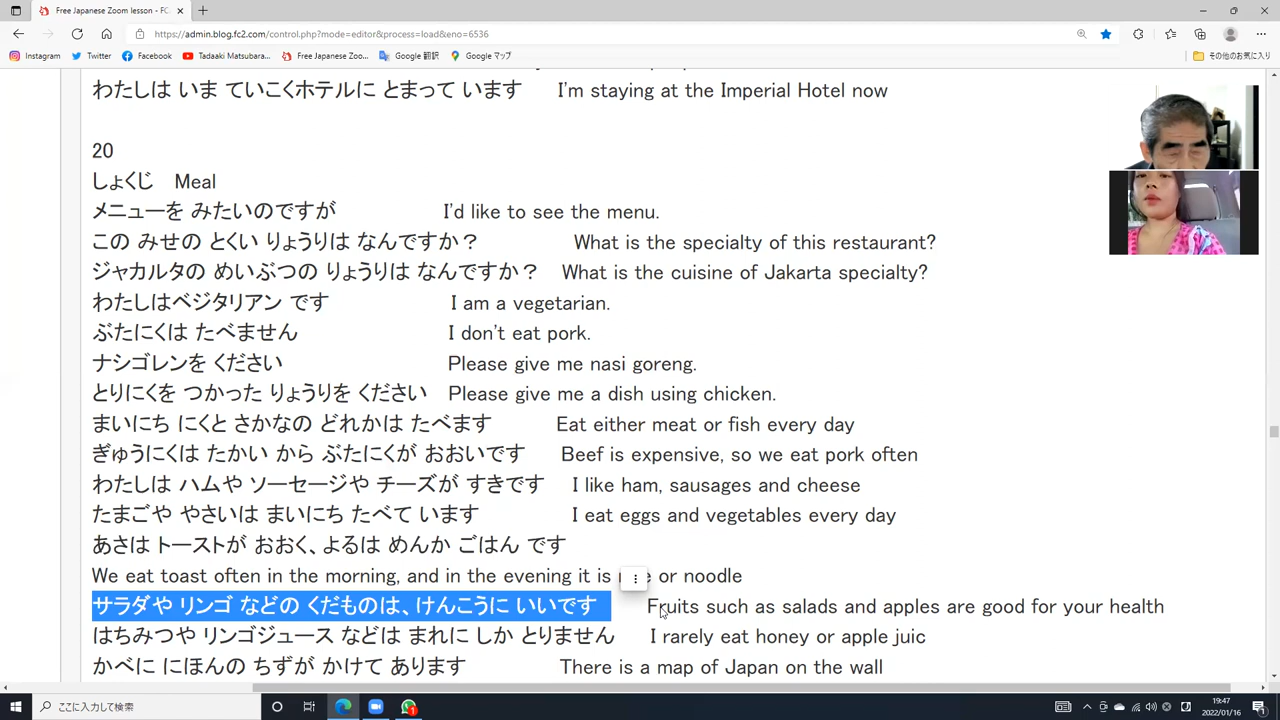 Free Japanese Zoom lesson - FC2
https://admin.blog.fc2.com/control.php?mode=editor&process=load&eno=6536
Instagram Twitter Facebook Tadaaki Matsubara... Free Japanese Zoo... Google 翻訳 Google マップ その他のお気に入り
わたしは いま ていこくホテルに とまって います I'm staying at the Imperial Hotel now
20
しょくじ Meal
メニューを みたいのですが I'd like to see the menu.
この みせの とくい りょうりは なんですか？ What is the specialty of this restaurant?
ジャカルタの めいぶつの りょうりは なんですか？ What is the cuisine of Jakarta specialty?
わたしはベジタリアン です I am a vegetarian.
ぶたにくは たべません I don't eat pork.
ナシゴレンを ください Please give me nasi goreng.
とりにくを つかった りょうりを ください Please give me a dish using chicken.
まいにち にくと さかなの どれかは たべます Eat either meat or fish every day
ぎゅうにくは たかい から ぶたにくが おおいです Beef is expensive, so we eat pork often
わたしは ハムや ソーセージや チーズが すきです I like ham, sausages and cheese
たまごや やさいは まいにち たべて います I eat eggs and vegetables every day
あさは トーストが おおく、よるは めんか ごはん です
We eat toast often in the morning, and in the evening it is or noodle
サラダや リンゴ などの くだものは、けんこうに いいです Fruits such as salads and apples are good for your health
はちみつや リンゴジュース などは まれに しか とりません I rarely eat honey or apple juic
かべに にほんの ちずが かけて あります There is a map of Japan on the wall
ここに入力して検索
19:47
2022/01/16